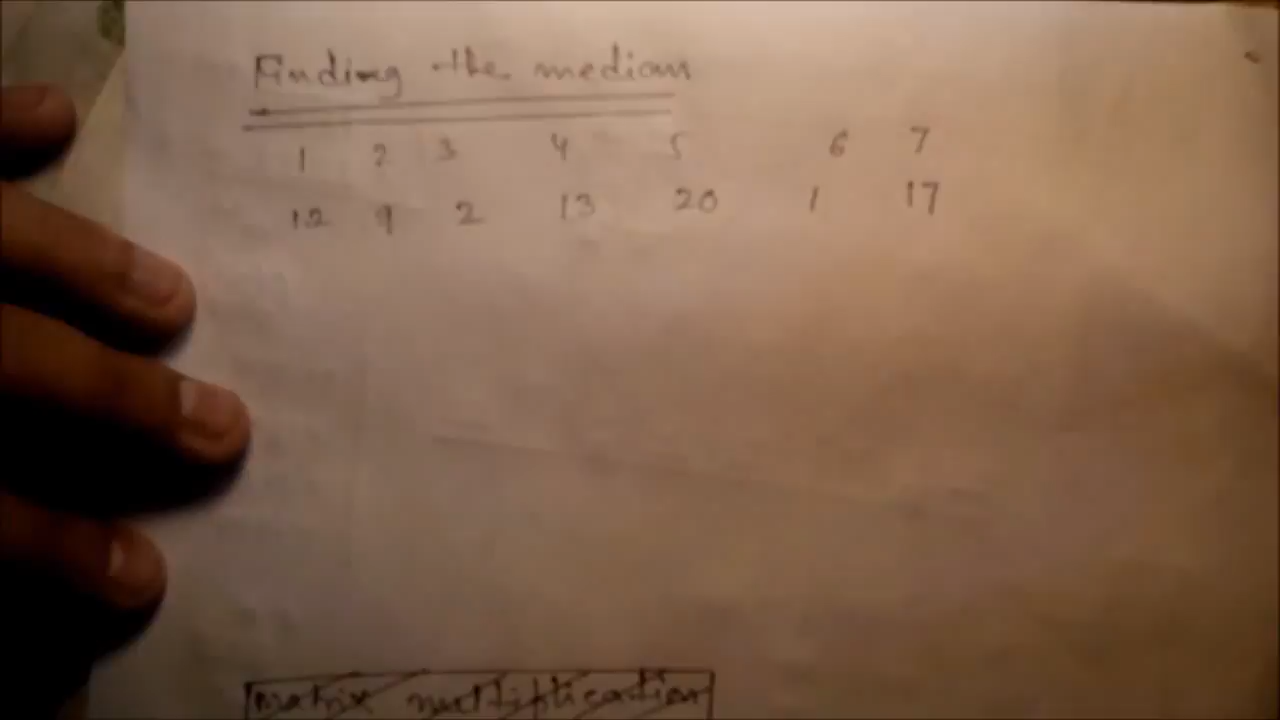 Finding the median
1 2 3 4 5 6 7
12 9 2 13 20 1 17
matrix multiplication